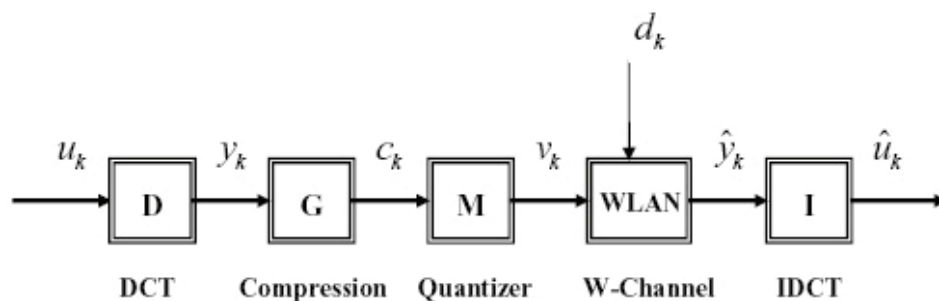 d_k
u_k y_k c_k v_k ŷ_k û_k
D G M WLAN I
DCT Compression Quantizer W-Channel IDCT